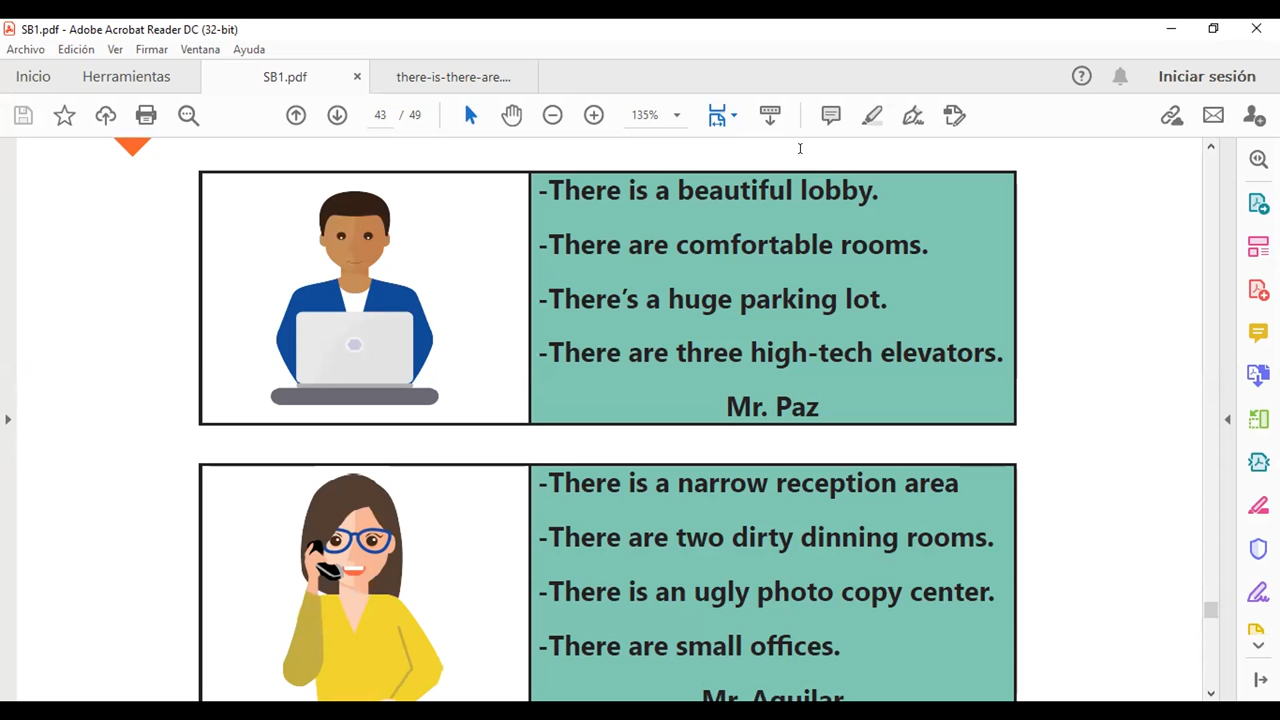 SB1.pdf - Adobe Acrobat Reader DC (32-bit)
Archivo Edición Ver Firmar Ventana Ayuda
Inicio Herramientas SB1.pdf there-is-there-are.... Iniciar sesión
43 / 49 135%
-There is a beautiful lobby.
-There are comfortable rooms.
-There's a huge parking lot.
-There are three high-tech elevators.
Mr. Paz
-There is a narrow reception area
-There are two dirty dinning rooms.
-There is an ugly photo copy center.
-There are small offices.
Mr. Aguilar